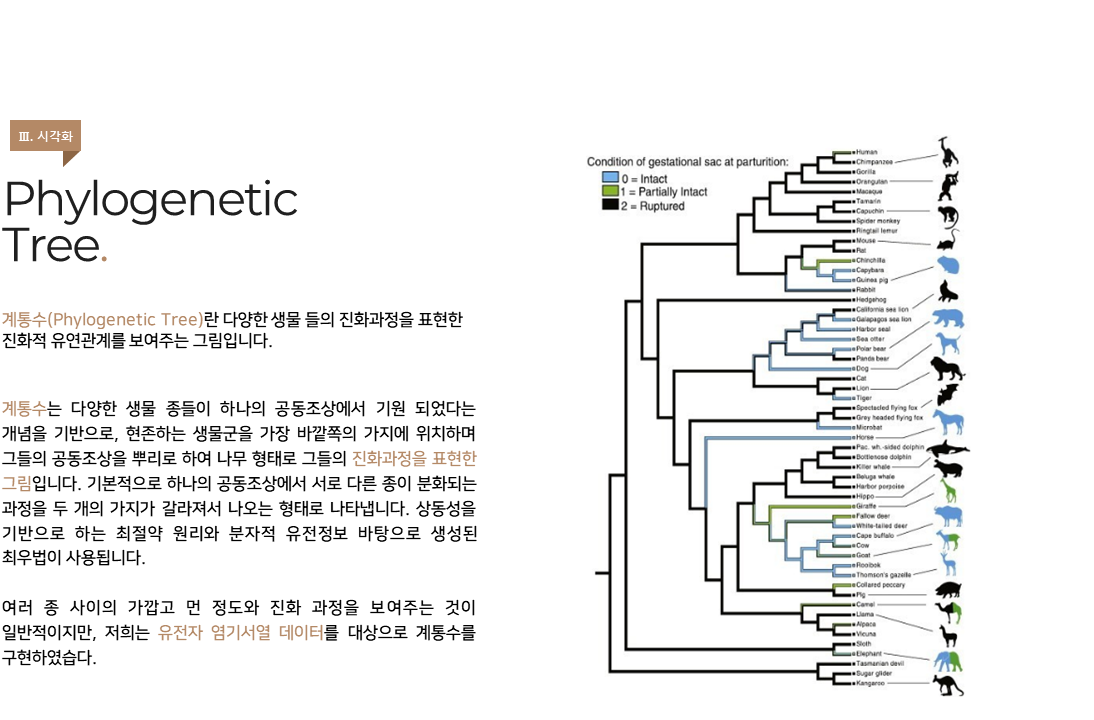 Ⅲ. 시각화
Phylogenetic
Tree.
계통수(Phylogenetic Tree)란 다양한 생물 들의 진화과정을 표현한
진화적 유연관계를 보여주는 그림입니다.
계통수는 다양한 생물 종들이 하나의 공동조상에서 기원 되었다는
개념을 기반으로, 현존하는 생물군을 가장 바깥쪽의 가지에 위치하며
그들의 공동조상을 뿌리로 하여 나무 형태로 그들의 진화과정을 표현한
그림입니다. 기본적으로 하나의 공동조상에서 서로 다른 종이 분화되는
과정을 두 개의 가지가 갈라져서 나오는 형태로 나타냅니다. 상동성을
기반으로 하는 최절약 원리와 분자적 유전정보 바탕으로 생성된
최우법이 사용됩니다.
여러 종 사이의 가깝고 먼 정도와 진화 과정을 보여주는 것이
일반적이지만, 저희는 유전자 염기서열 데이터를 대상으로 계통수를
구현하였습다.
Condition of gestational sac at parturition:
0 = Intact
1 = Partially Intact
2 = Ruptured
Human
Chimpanzee
Gorilla
Orangutan
Macaque
Tamarin
Capuchin
Spider monkey
Ringtail lemur
Mouse
Rat
Chinchilla
Capybara
Guinea pig
Rabbit
Hedgehog
California sea lion
Galapagos sea lion
Harbor seal
Sea otter
Polar bear
Panda bear
Dog
Cat
Lion
Tiger
Spectacled flying fox
Grey headed flying fox
Microbat
Horse
Pac. wh.-sided dolphin
Bottlenose dolphin
Killer whale
Beluga whale
Harbor porpoise
Hippo
Giraffe
Fallow deer
White-tailed deer
Cape buffalo
Cow
Goat
Rooibok
Thomson's gazelle
Collared peccary
Pig
Camel
Llama
Alpaca
Vicuna
Sloth
Elephant
Tasmanian devil
Sugar glider
Kangaroo